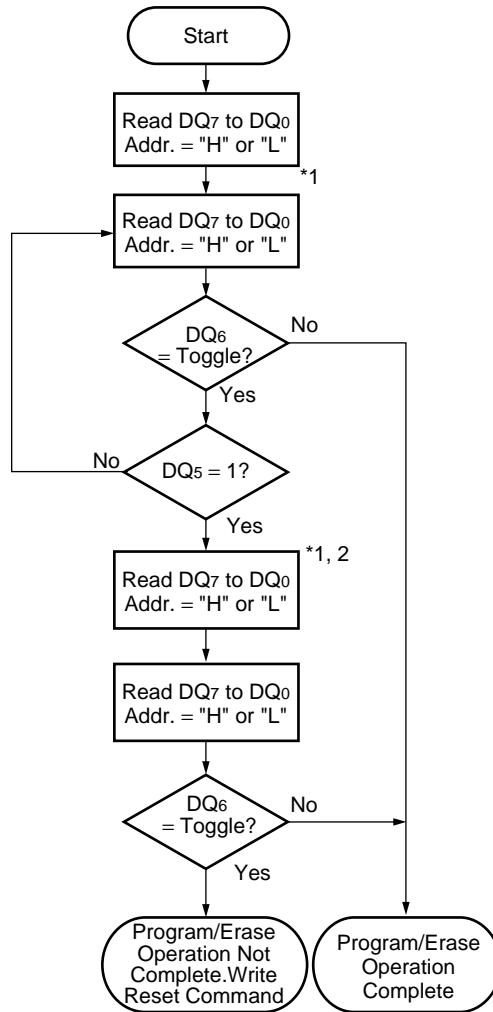 Start
Read DQ7 to DQ0
Addr. = "H" or "L"
*1
Read DQ7 to DQ0
Addr. = "H" or "L"
DQ6
= Toggle?
No
Yes
DQ5 = 1?
No
Yes
*1, 2
Read DQ7 to DQ0
Addr. = "H" or "L"
Read DQ7 to DQ0
Addr. = "H" or "L"
DQ6
= Toggle?
No
Yes
Program/Erase
Operation Not
Complete.Write
Reset Command
Program/Erase
Operation
Complete